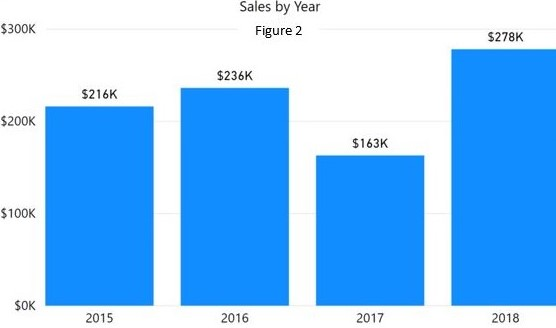 Sales by Year
Figure 2
$300K
$278K
$236K
$216K
$200K
$163K
$100K
$0K
2015 2016 2017 2018